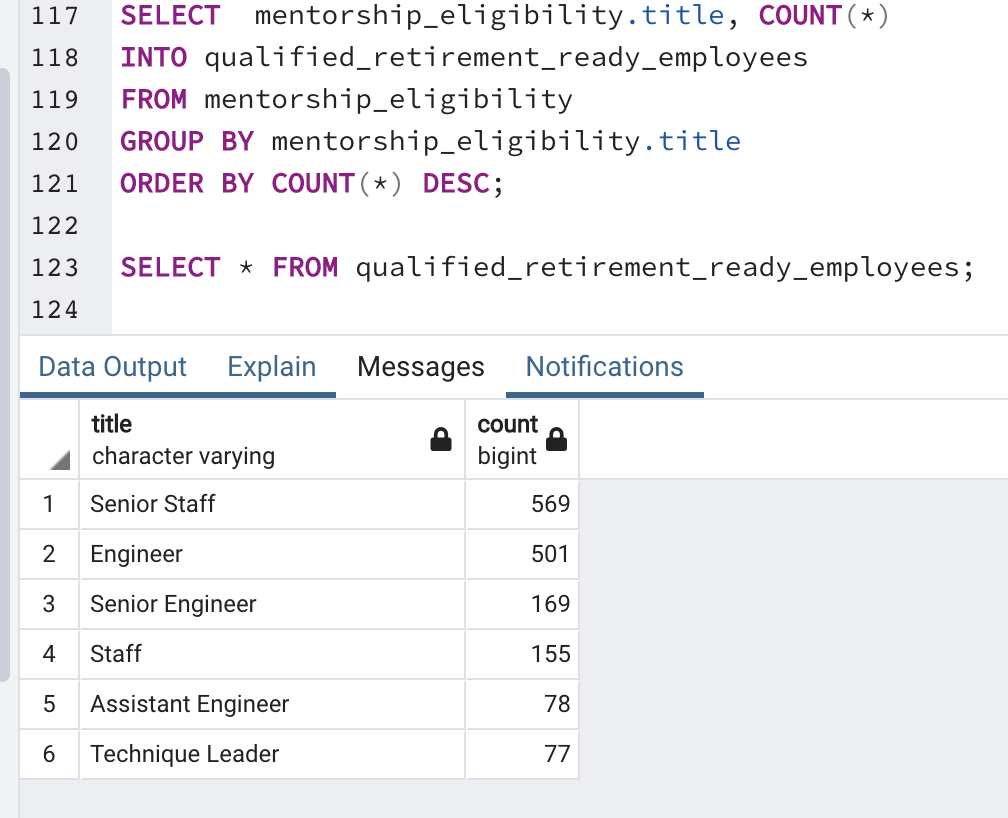 117 SELECT  mentorship_eligibility.title, COUNT(*)
118 INTO qualified_retirement_ready_employees
119 FROM mentorship_eligibility
120 GROUP BY mentorship_eligibility.title
121 ORDER BY COUNT(*) DESC;
122
123 SELECT * FROM qualified_retirement_ready_employees;
124
Data Output Explain Messages Notifications
title count
character varying bigint
1 Senior Staff 569
2 Engineer 501
3 Senior Engineer 169
4 Staff 155
5 Assistant Engineer 78
6 Technique Leader 77